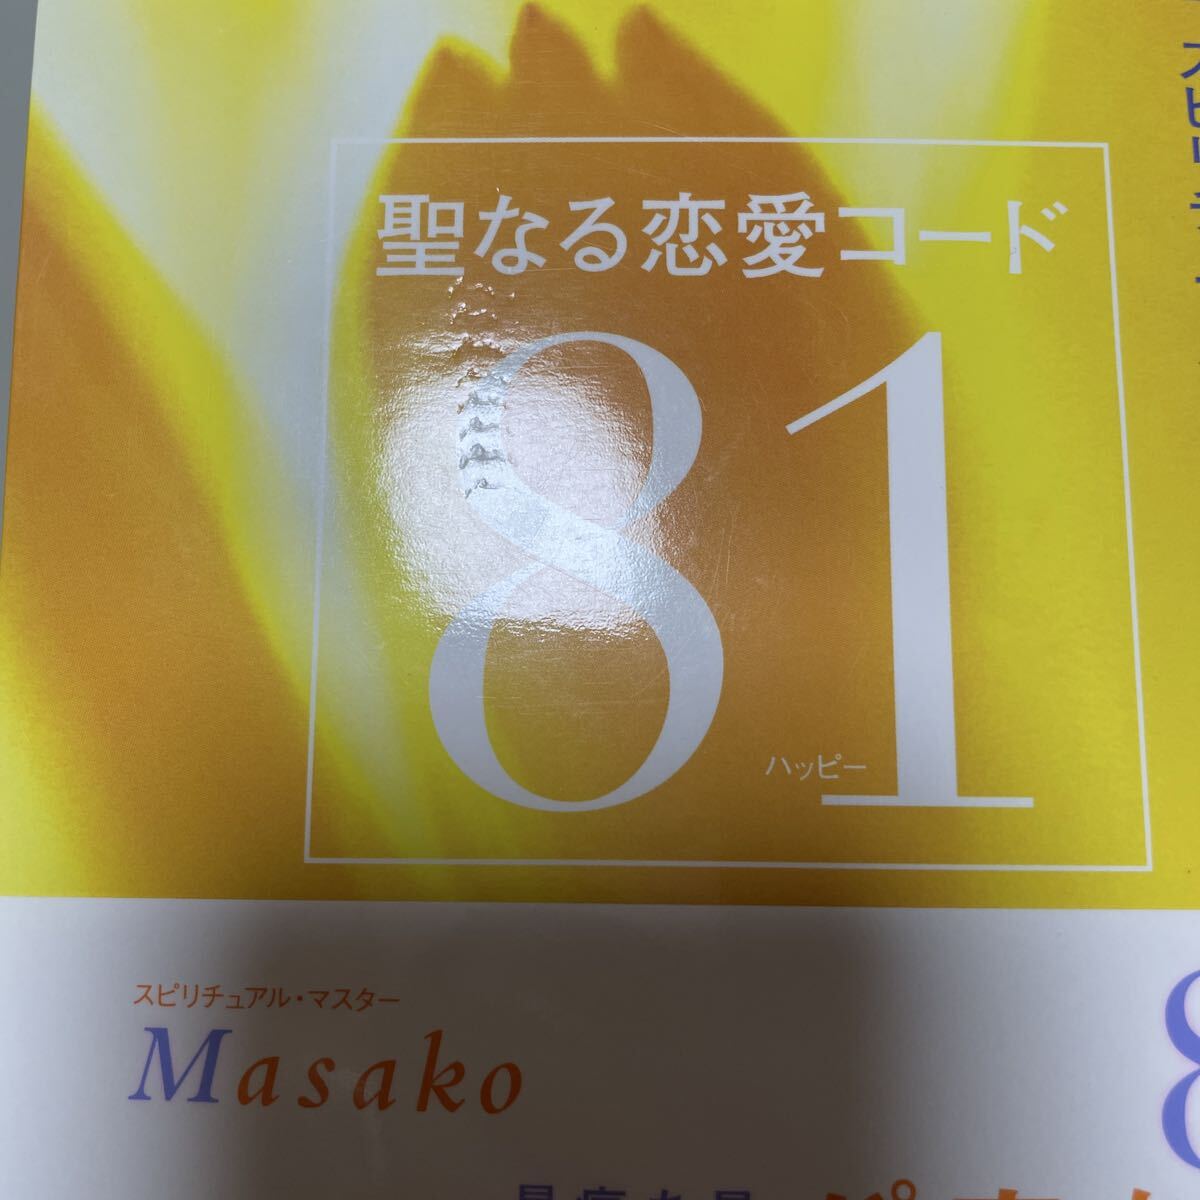 聖なる恋愛コード
81
ハッピー
スピリチュアル・マスター
Masako